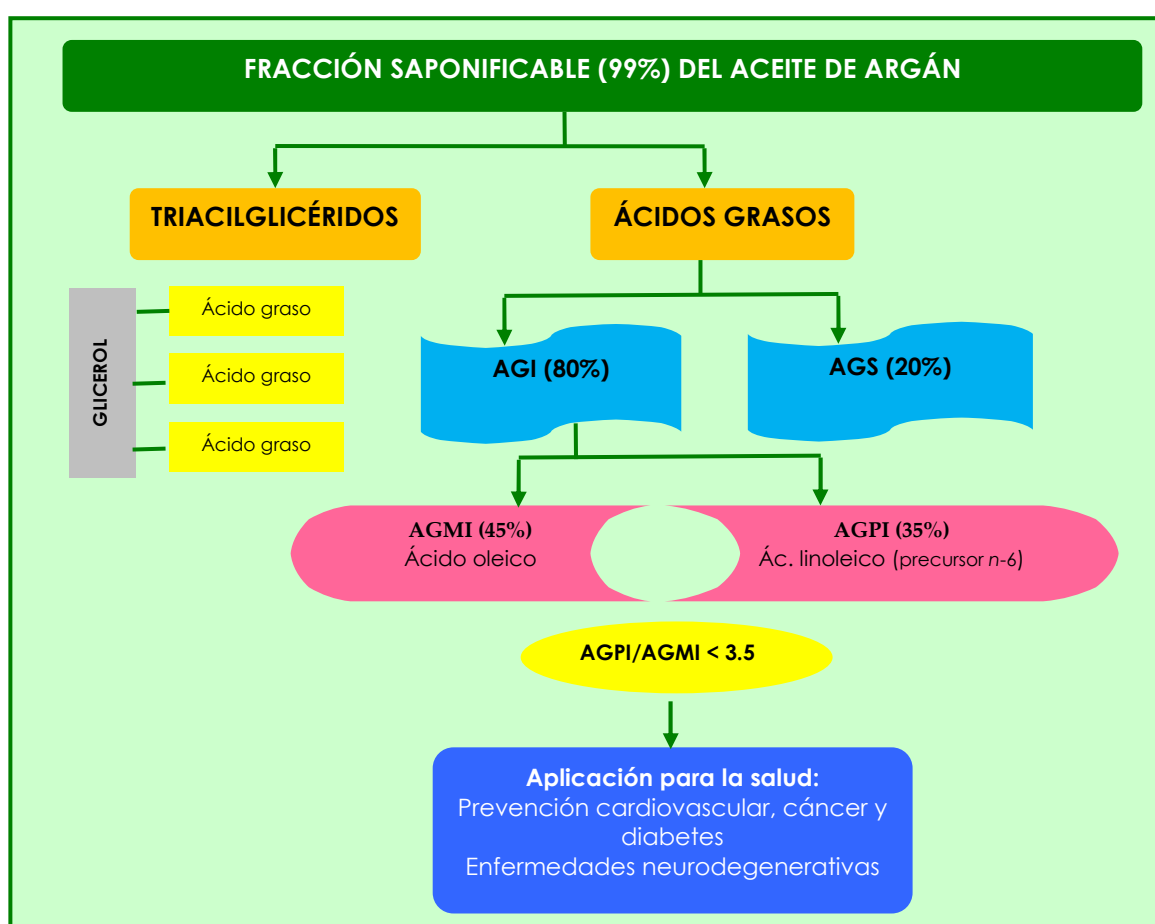 FRACCIÓN SAPONIFICABLE (99%) DEL ACEITE DE ARGÁN
TRIACILGLICÉRIDOS
ÁCIDOS GRASOS
GLICEROL
Ácido graso
Ácido graso
Ácido graso
AGI (80%)
AGS (20%)
AGMI (45%)
Ácido oleico
AGPI (35%)
Ác. linoleico (precursor n-6)
AGPI/AGMI < 3.5
Aplicación para la salud:
Prevención cardiovascular, cáncer y
diabetes
Enfermedades neurodegenerativas